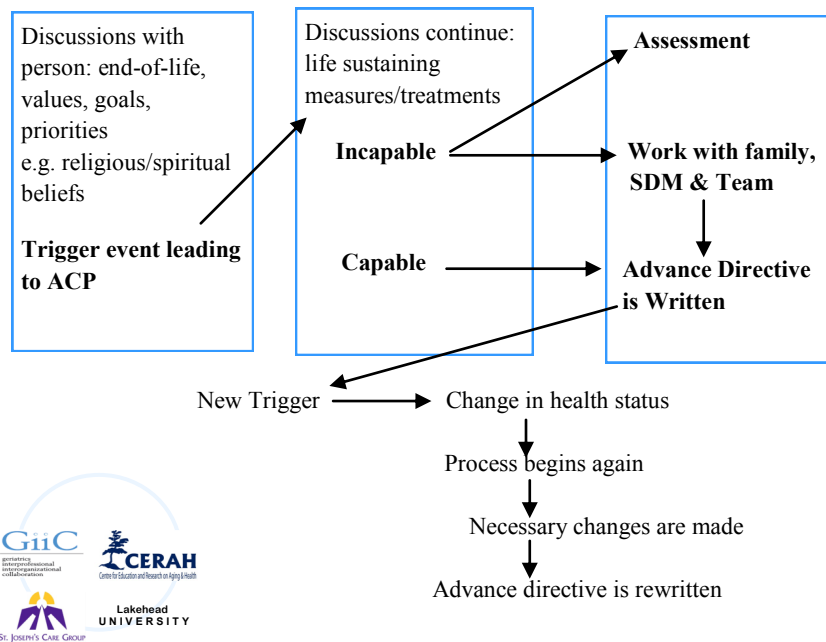 Discussions with
person: end-of-life,
values, goals,
priorities
e.g. religious/spiritual
beliefs
Trigger event leading
to ACP
Discussions continue:
life sustaining
measures/treatments
Incapable
Capable
Assessment
Work with family,
SDM & Team
Advance Directive
is Written
New Trigger
Change in health status
Process begins again
Necessary changes are made
Advance directive is rewritten
GiiC
geriatrics
interprofessional
interorganizational
collaboration
CERAH
Centre for Education and Research on Aging & Health
ST. JOSEPH'S CARE GROUP
Lakehead
UNIVERSITY